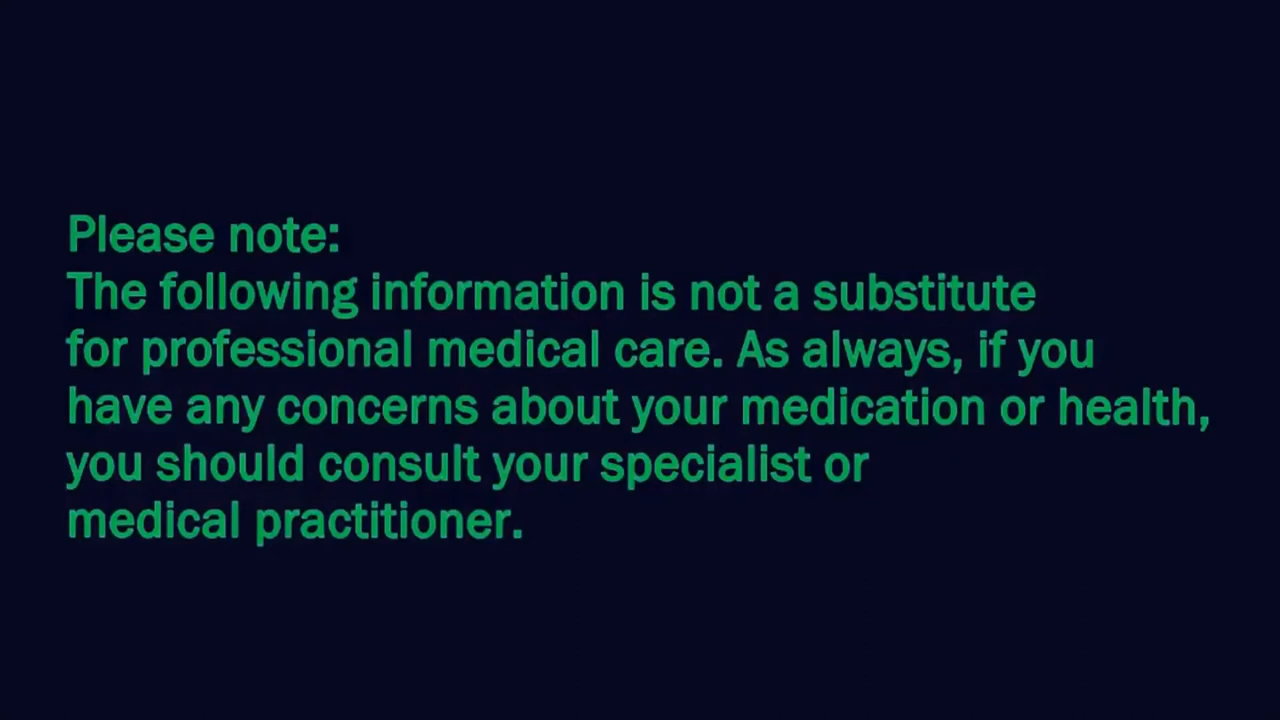 Please note:
The following information is not a substitute
for professional medical care. As always, if you
have any concerns about your medication or health,
you should consult your specialist or
medical practitioner.